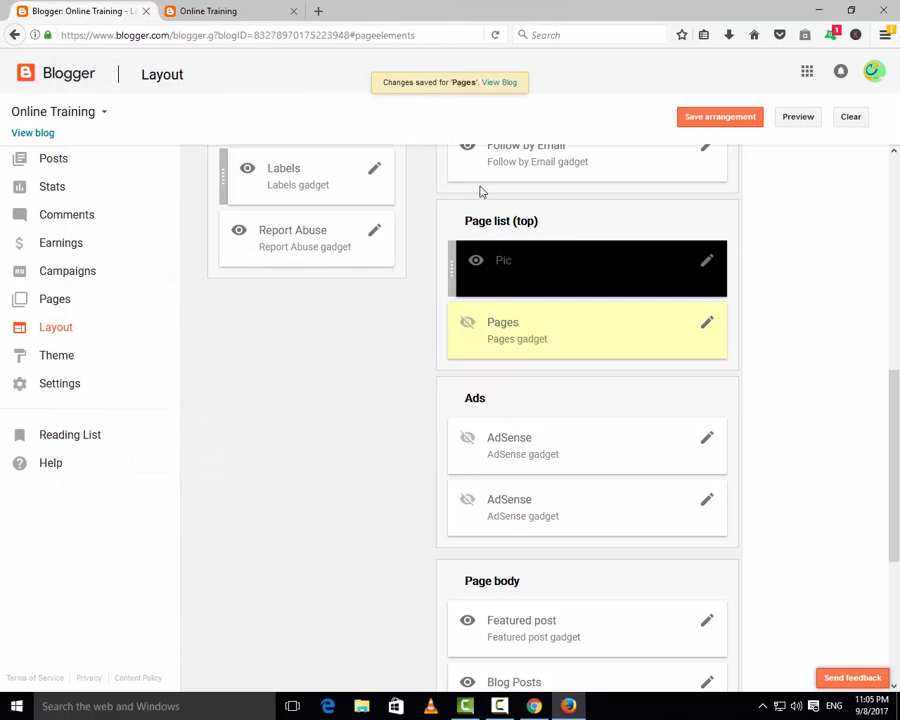 Blogger: Online Training - La
Online Training
https://www.blogger.com/blogger.g?blogID=83278970175223948#pageelements
Search
1
Blogger
Layout
Changes saved for 'Pages'. View Blog
Online Training
View blog
Save arrangement
Preview
Clear
Posts
Stats
Comments
Earnings
Campaigns
Pages
Layout
Theme
Settings
Reading List
Help
Labels
Labels gadget
Report Abuse
Report Abuse gadget
Follow by Email
Follow by Email gadget
Page list (top)
Pic
Pages
Pages gadget
Ads
AdSense
AdSense gadget
AdSense
AdSense gadget
Page body
Featured post
Featured post gadget
Blog Posts
Terms of Service
Privacy
Content Policy
Send feedback
Search the web and Windows
ENG
11:05 PM
9/8/2017